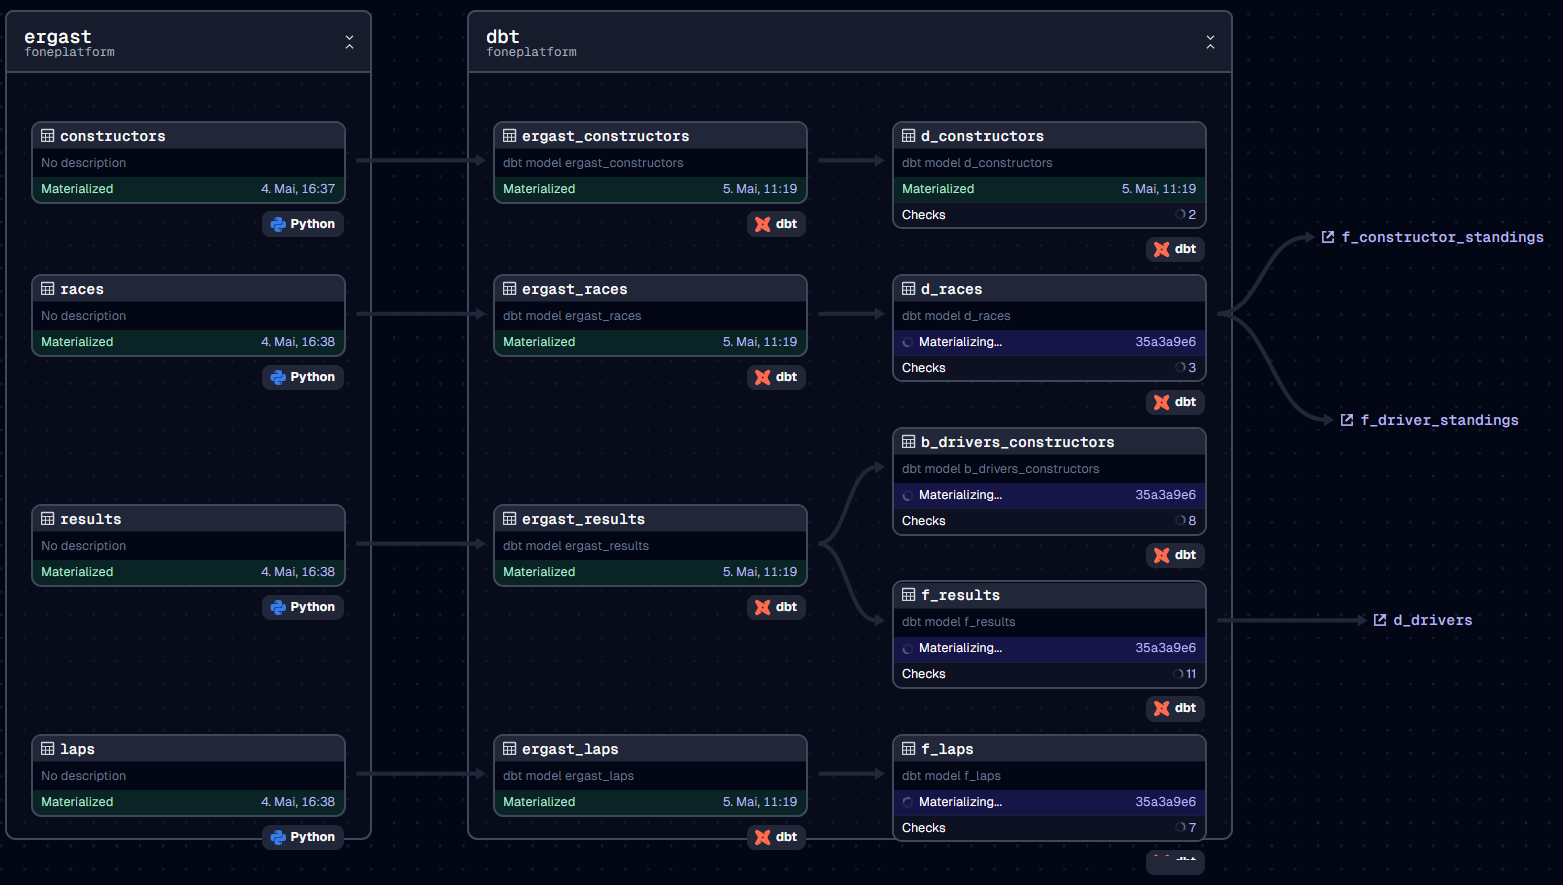 ergast
foneplatform
constructors
No description
Materialized 4. Mai, 16:37
Python
races
No description
Materialized 4. Mai, 16:38
Python
results
No description
Materialized 4. Mai, 16:38
Python
laps
No description
Materialized 4. Mai, 16:38
Python
dbt
foneplatform
ergast_constructors
dbt model ergast_constructors
Materialized 5. Mai, 11:19
dbt
ergast_races
dbt model ergast_races
Materialized 5. Mai, 11:19
dbt
ergast_results
dbt model ergast_results
Materialized 5. Mai, 11:19
dbt
ergast_laps
dbt model ergast_laps
Materialized 5. Mai, 11:19
dbt
d_constructors
dbt model d_constructors
Materialized 5. Mai, 11:19
Checks 2
dbt
d_races
dbt model d_races
Materializing... 35a3a9e6
Checks 3
dbt
b_drivers_constructors
dbt model b_drivers_constructors
Materializing... 35a3a9e6
Checks 8
dbt
f_results
dbt model f_results
Materializing... 35a3a9e6
Checks 11
dbt
f_laps
dbt model f_laps
Materializing... 35a3a9e6
Checks 7
f_constructor_standings
f_driver_standings
d_drivers